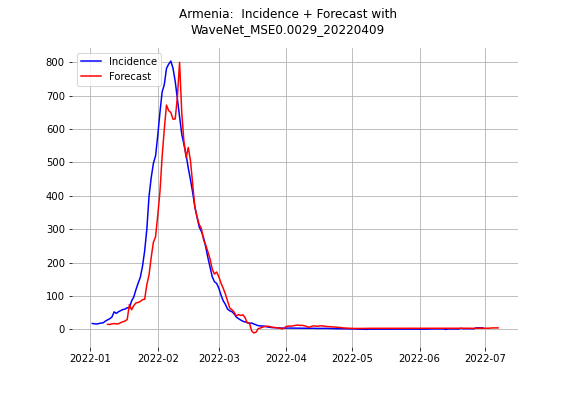 Armenia:  Incidence + Forecast with
WaveNet_MSE0.0029_20220409
Incidence
Forecast
800
700
600
500
400
300
200
100
0
2022-01 2022-02 2022-03 2022-04 2022-05 2022-06 2022-07